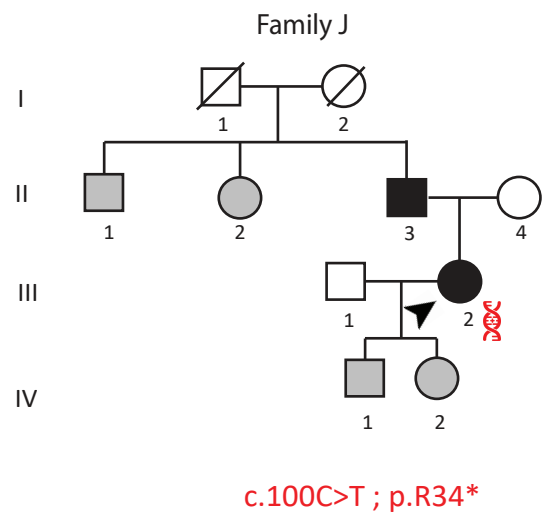 Family J
I
1 2
II
1 2 3 4
III
1 2
IV
1 2
c.100C>T ; p.R34*